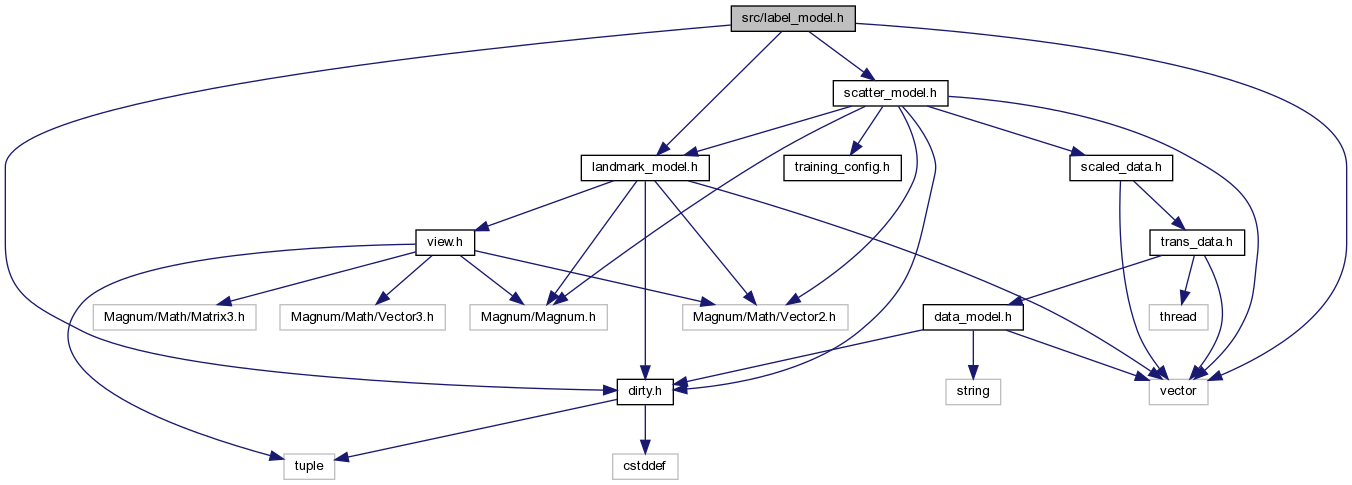 src/label_model.h
scatter_model.h
landmark_model.h
training_config.h
scaled_data.h
view.h
trans_data.h
Magnum/Math/Matrix3.h
Magnum/Math/Vector3.h
Magnum/Magnum.h
Magnum/Math/Vector2.h
data_model.h
thread
dirty.h
string
vector
tuple
cstddef